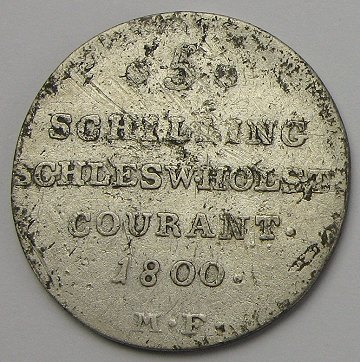 · 5 ·
SCHILLING
SCHLESWHOLST.
COURANT.
1800.
M·F·